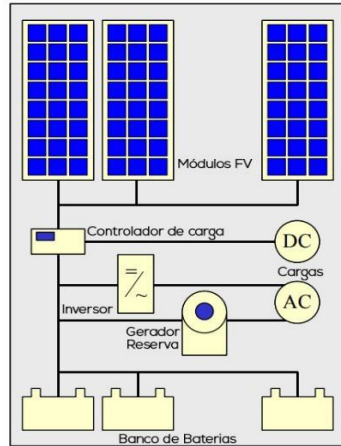 Módulos FV
Controlador de carga
DC
Cargas
=
~
AC
Inversor
Gerador
Reserva
Banco de Baterias